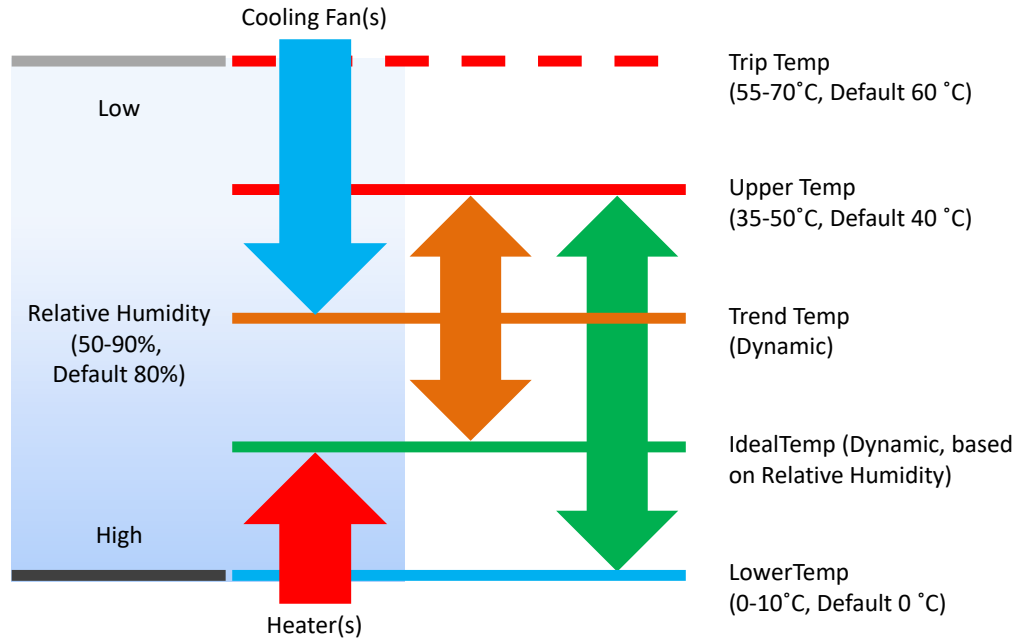 Cooling Fan(s)
Low
Trip Temp
(55-70˚C, Default 60 ˚C)
Upper Temp
(35-50˚C, Default 40 ˚C)
Relative Humidity
(50-90%,
Default 80%)
Trend Temp
(Dynamic)
IdealTemp (Dynamic, based
on Relative Humidity)
High
LowerTemp
(0-10˚C, Default 0 ˚C)
Heater(s)